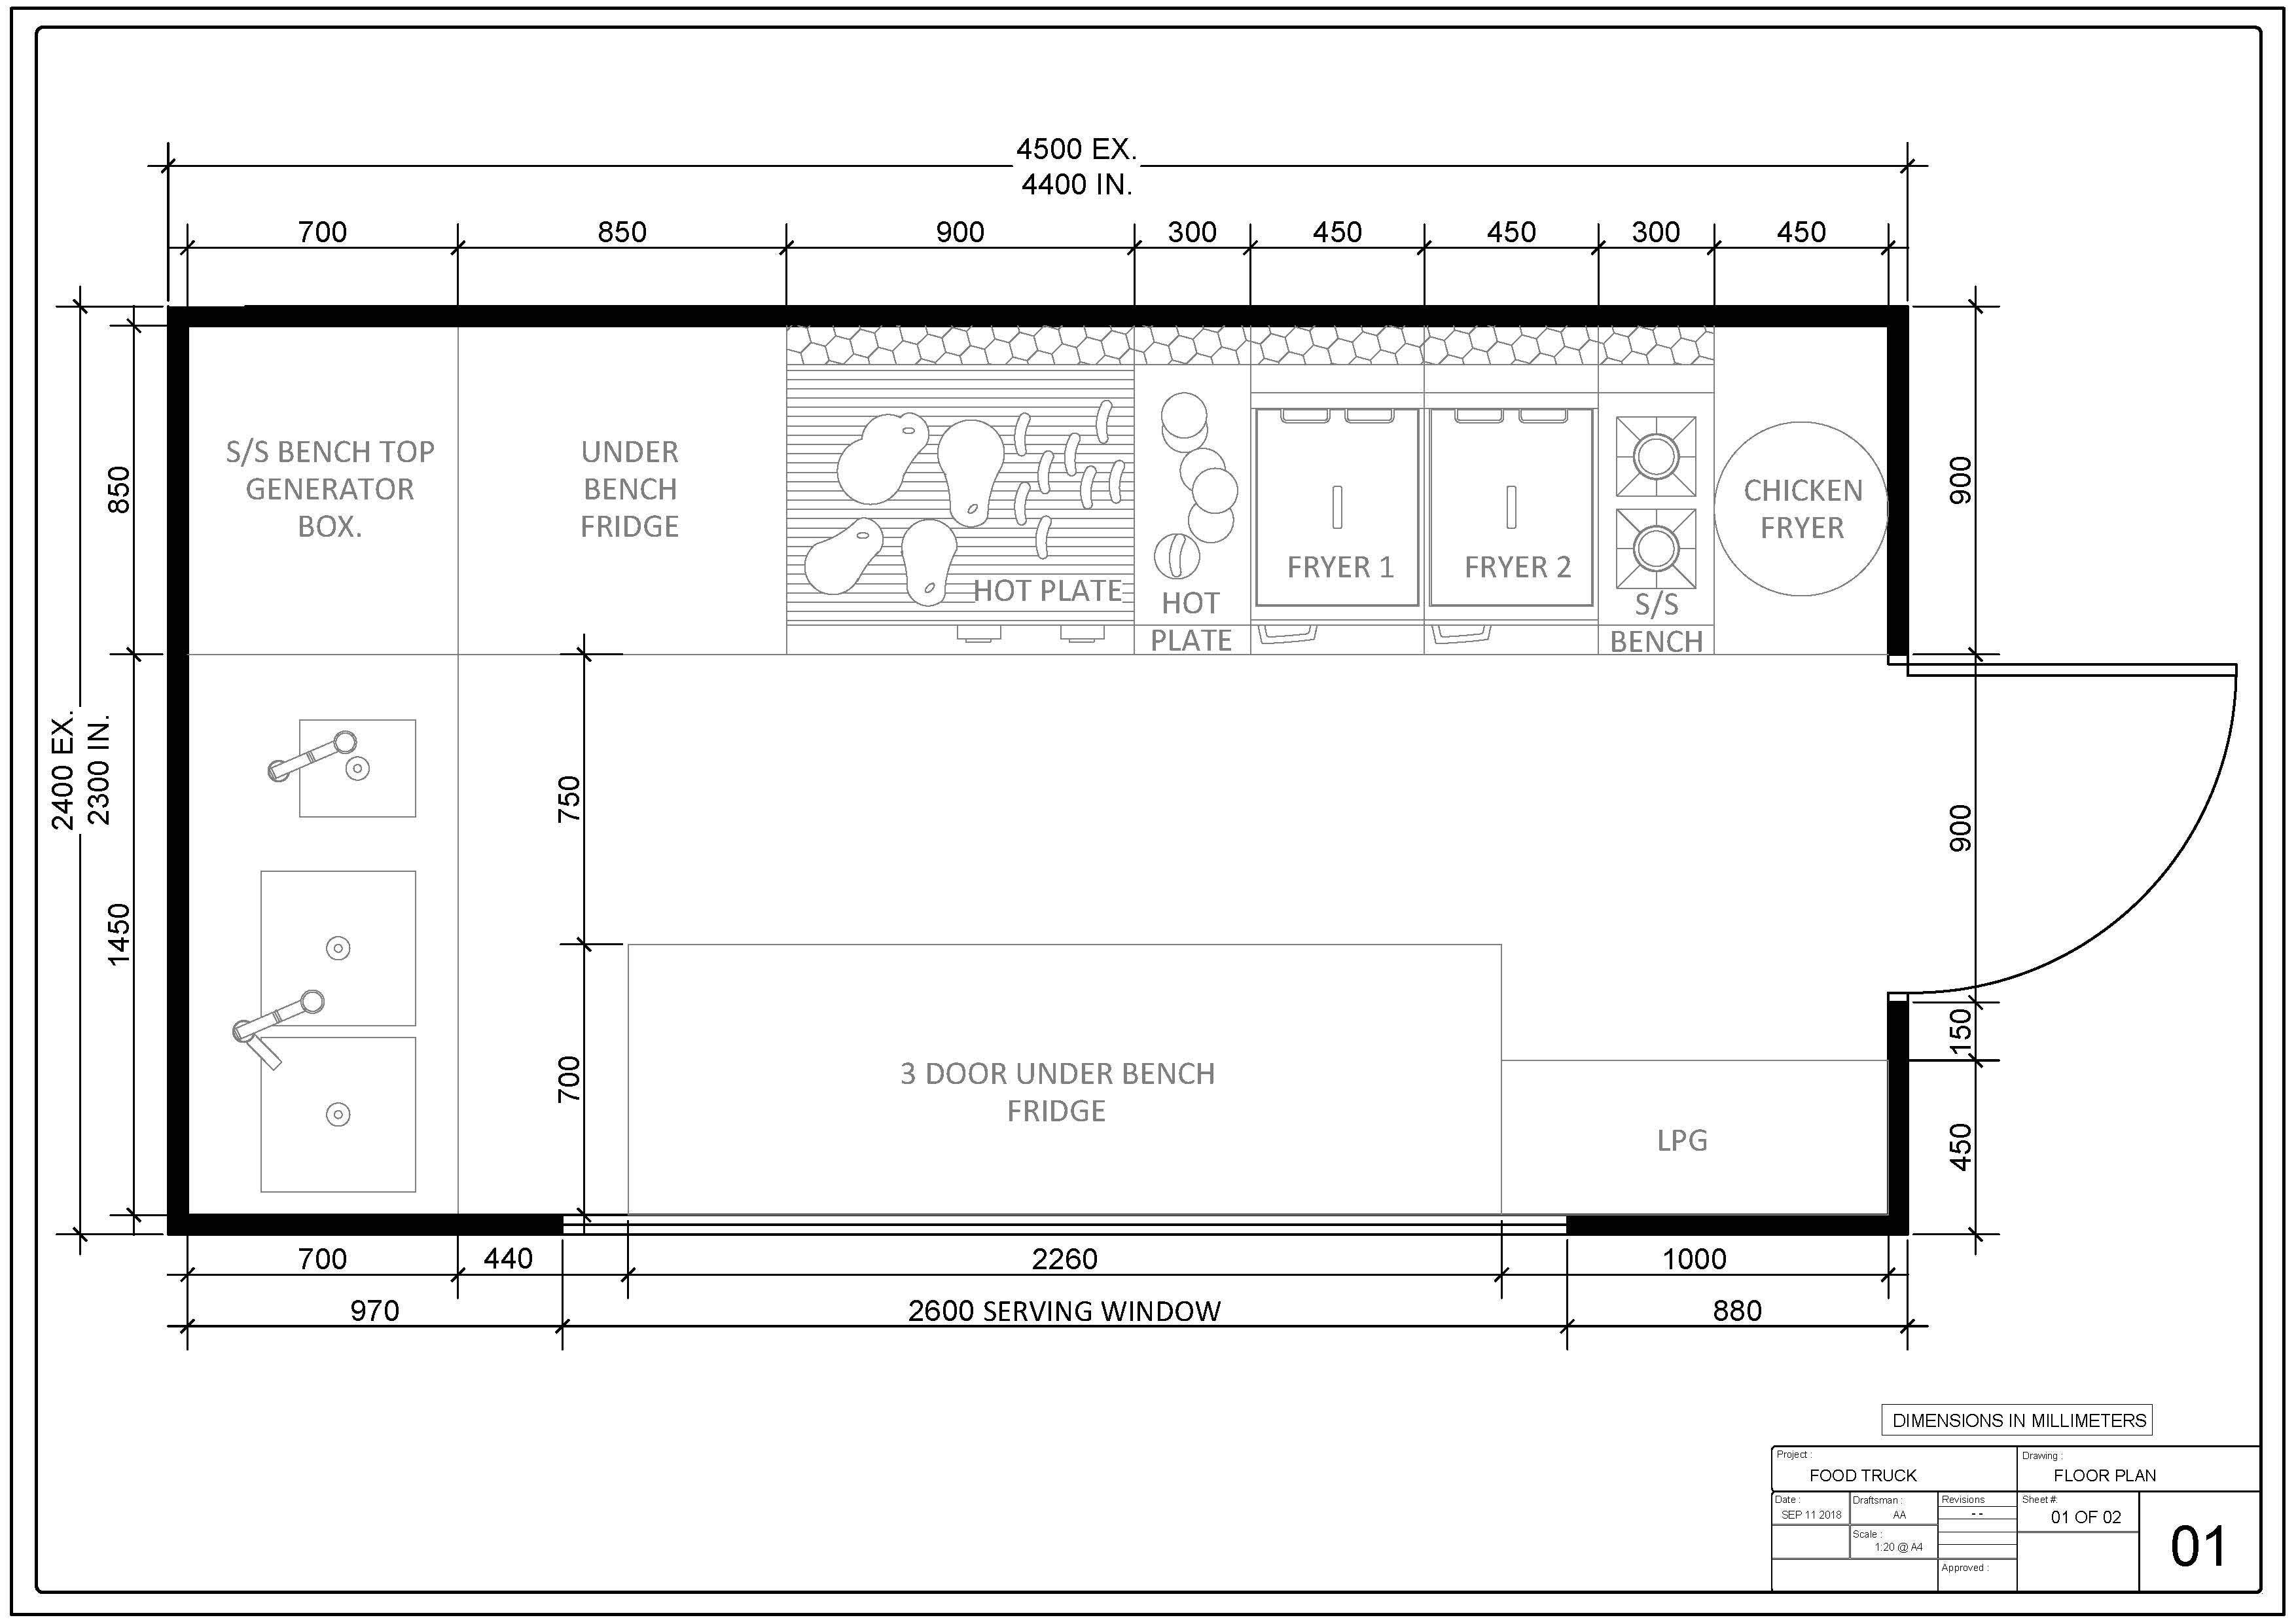 4500 EX.
4400 IN.
700 850 900 300 450 450 300 450
850
1450
2400 EX.
2300 IN.
S/S BENCH TOP
GENERATOR
BOX.
UNDER
BENCH
FRIDGE
HOT PLATE
HOT
PLATE
FRYER 1
FRYER 2
S/S
BENCH
CHICKEN
FRYER
900
900
150
450
750
700
3 DOOR UNDER BENCH
FRIDGE
LPG
700 440 2260 1000
970 2600 SERVING WINDOW 880
DIMENSIONS IN MILLIMETERS
Project :
FOOD TRUCK
Drawing :
FLOOR PLAN
Date :
SEP 11 2018
Draftsman :
AA
Revisions
- -
Sheet #:
01 OF 02
Scale :
1:20 @ A4
Approved :
01